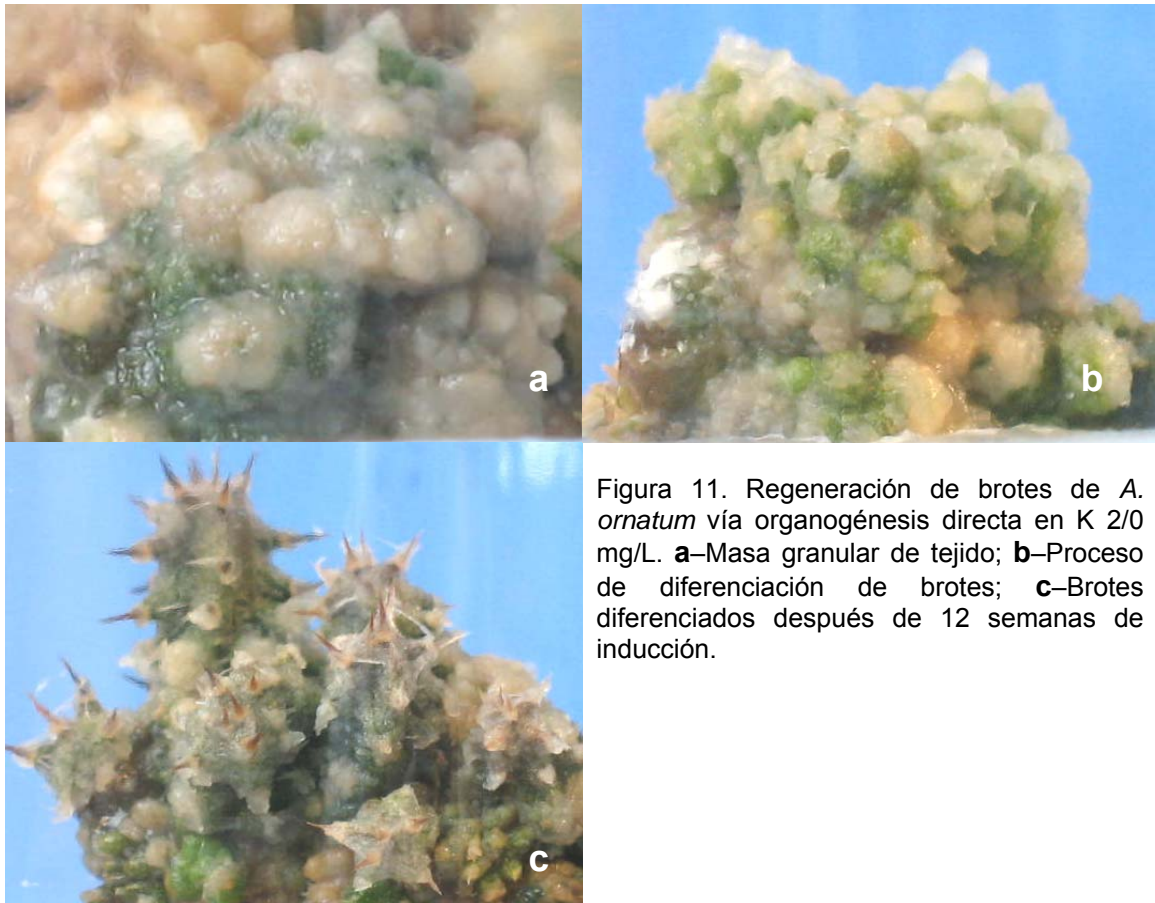 a
b
c
Figura 11. Regeneración de brotes de A.
ornatum vía organogénesis directa en K 2/0
mg/L. a–Masa granular de tejido; b–Proceso
de diferenciación de brotes; c–Brotes
diferenciados después de 12 semanas de
inducción.